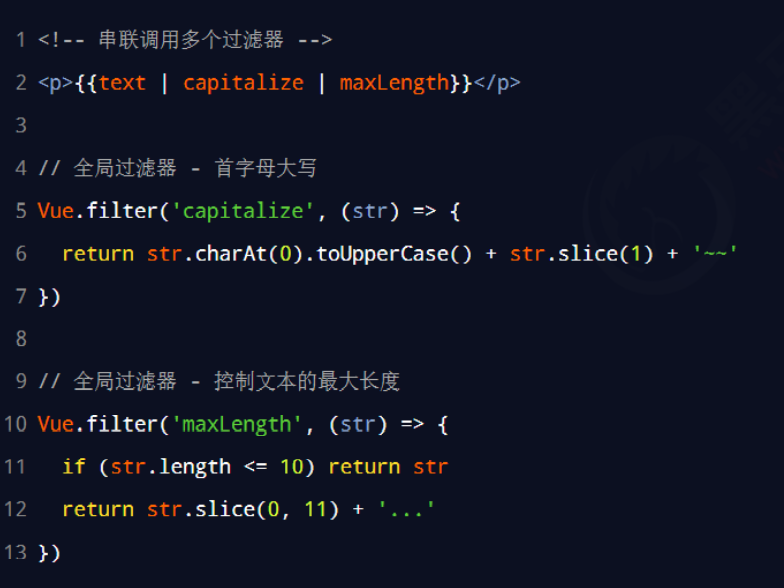 1 <!-- 串联调用多个过滤器 -->
2 <p>{{text | capitalize | maxLength}}</p>
3
4 // 全局过滤器 - 首字母大写
5 Vue.filter('capitalize', (str) => {
6   return str.charAt(0).toUpperCase() + str.slice(1) + '~~'
7 })
8
9 // 全局过滤器 - 控制文本的最大长度
10 Vue.filter('maxLength', (str) => {
11   if (str.length <= 10) return str
12   return str.slice(0, 11) + '...'
13 })